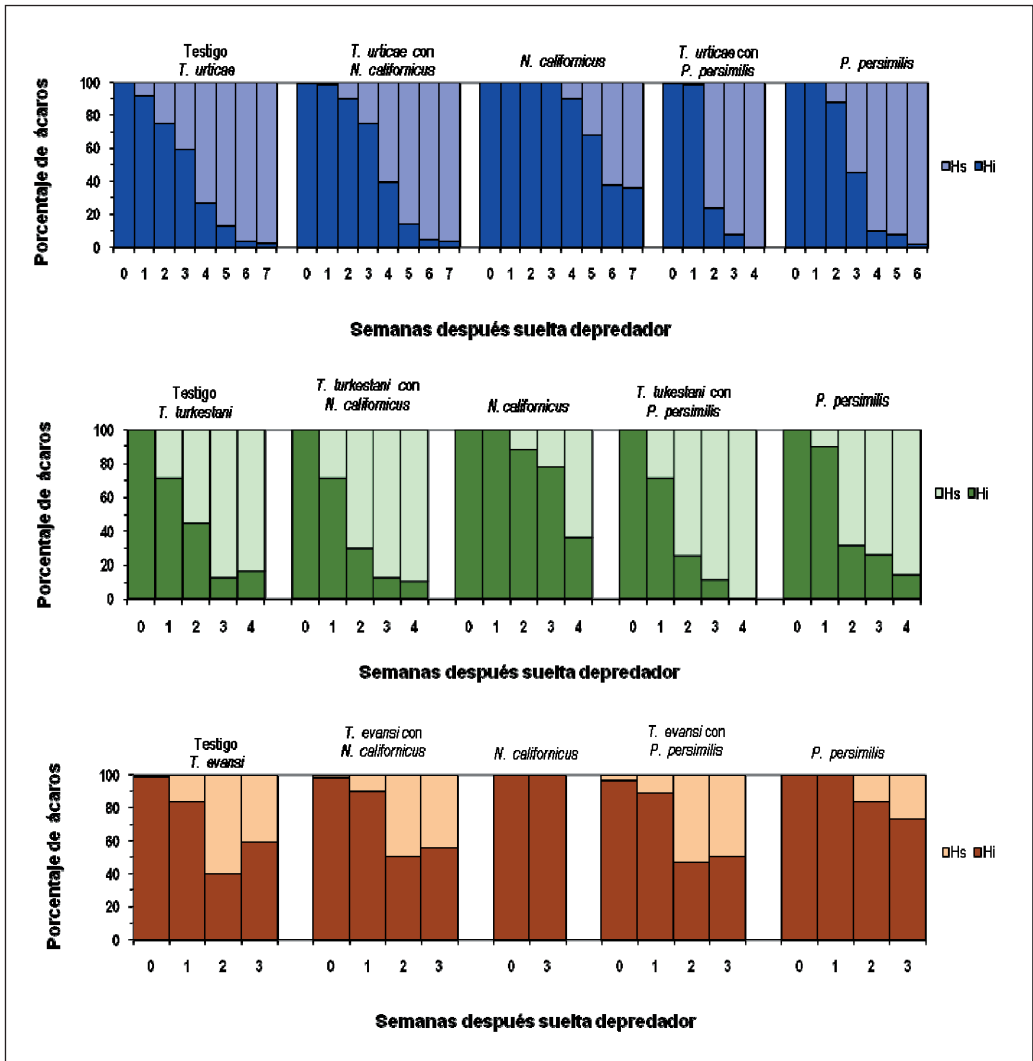 Testigo
T. urticae
T. urticae con
N. californicus
N. californicus
T. urticae con
P. persimilis
P. persimilis
Porcentaje de ácaros
100
80
60
40
20
0
0 1 2 3 4 5 6 7
0 1 2 3 4 5 6 7
0 1 2 3 4 5 6 7
0 1 2 3 4
0 1 2 3 4 5 6
Hs Hi
Semanas después suelta depredador
Testigo
T. turkestani
T. turkestani con
N. californicus
N. californicus
T. tukestani con
P. persimilis
P. persimilis
Porcentaje de ácaros
100
80
60
40
20
0
0 1 2 3 4
0 1 2 3 4
0 1 2 3 4
0 1 2 3 4
0 1 2 3 4
Hs Hi
Semanas después suelta depredador
Testigo
T. evansi
T. evansi con
N. californicus
N. californicus
T. evansi con
P. persimilis
P. persimilis
Porcentaje de ácaros
100
80
60
40
20
0
0 1 2 3
0 1 2 3
0 3
0 1 2 3
0 1 2 3
Hs Hi
Semanas después suelta depredador